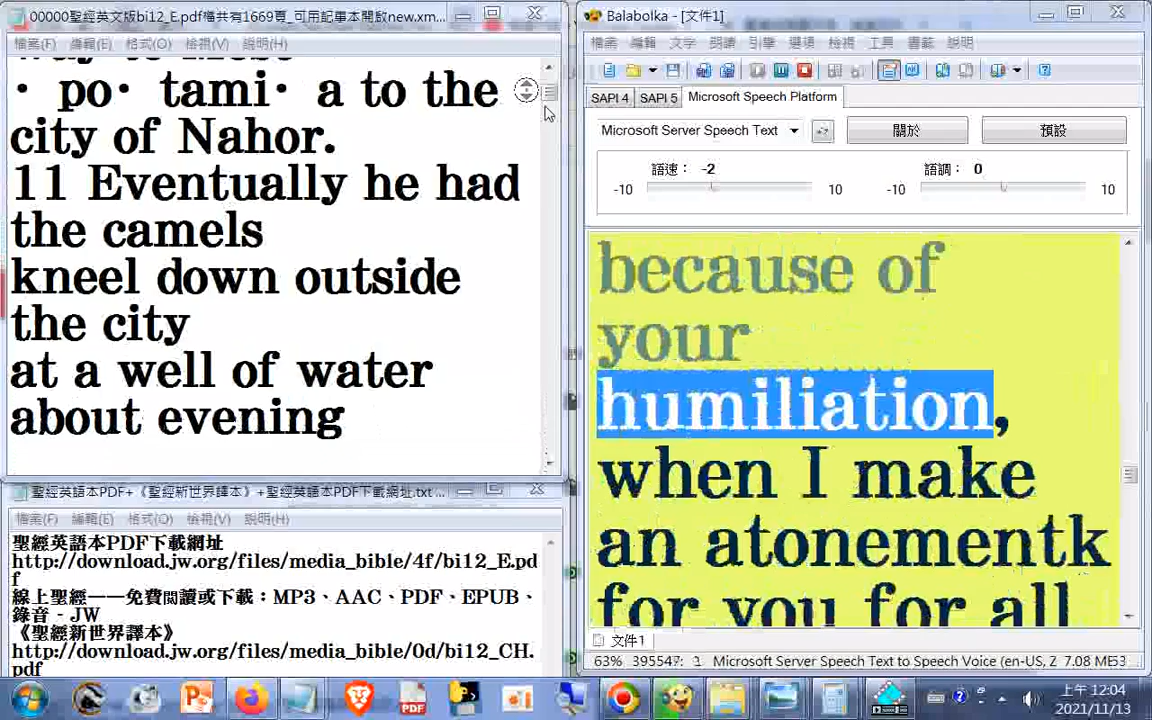 00000聖經英文版bi12_E.pdf檔共有1669頁_可用記事本開啟new.xm...
檔案(F) 編輯(E) 格式(O) 檢視(V) 說明(H)
· po· tami· a to the
city of Nahor.
11 Eventually he had
the camels
kneel down outside
the city
at a well of water
about evening
聖經英語本PDF+《聖經新世界譯本》+聖經英語本PDF下載網址.txt ...
檔案(F) 編輯(E) 格式(O) 檢視(V) 說明(H)
聖經英語本PDF下載網址
http://download.jw.org/files/media_bible/4f/bi12_E.pd
f
線上聖經——免費閱讀或下載：MP3、AAC、PDF、EPUB、
錄音 - JW
《聖經新世界譯本》
http://download.jw.org/files/media_bible/0d/bi12_CH.
pdf
Balabolka - [文件1]
檔案 編輯 文字 朗讀 引擎 選項 檢視 工具 書籤 說明
SAPI 4 SAPI 5 Microsoft Speech Platform
Microsoft Server Speech Text 關於 預設
語速： -2 語調： 0
-10 10 -10 10
because of
your
humiliation,
when I make
an atonementk
for you for all
文件1
63% 395547: 1 Microsoft Server Speech Text to Speech Voice (en-US, Z 7.08 ME53
上午 12:04
2021/11/13